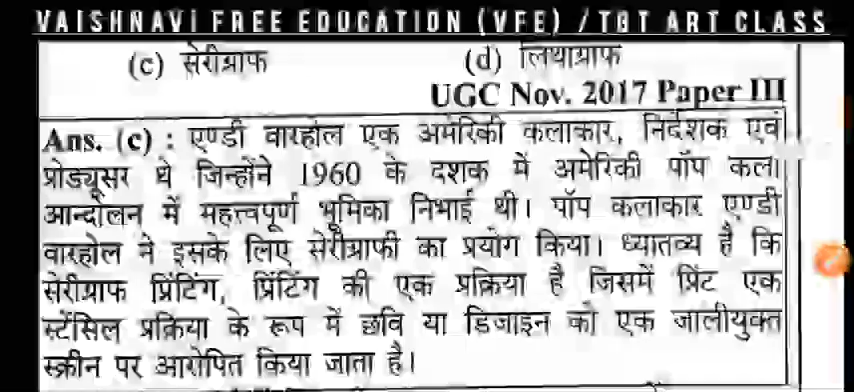 VAISHNAVI FREE EDUCATION (VFE) / TGT ART CLASS
(c) सेरीग्राफ (d) लिथोग्राफ
UGC Nov. 2017 Paper III
Ans. (c) : एण्डी वारहोल एक अमेरिकी कलाकार, निर्देशक एवं
प्रोड्यूसर थे जिन्होंने 1960 के दशक में अमेरिकी पॉप कला
आन्दोलन में महत्त्वपूर्ण भूमिका निभाई थी। पॉप कलाकार एण्डी
वारहोल ने इसके लिए सेरीग्राफी का प्रयोग किया। ध्यातव्य है कि
सेरीग्राफ प्रिंटिंग, प्रिंटिंग की एक प्रक्रिया है जिसमें प्रिंट एक
स्टेंसिल प्रक्रिया के रूप में छवि या डिजाइन को एक जालीयुक्त
स्क्रीन पर आरोपित किया जाता है।